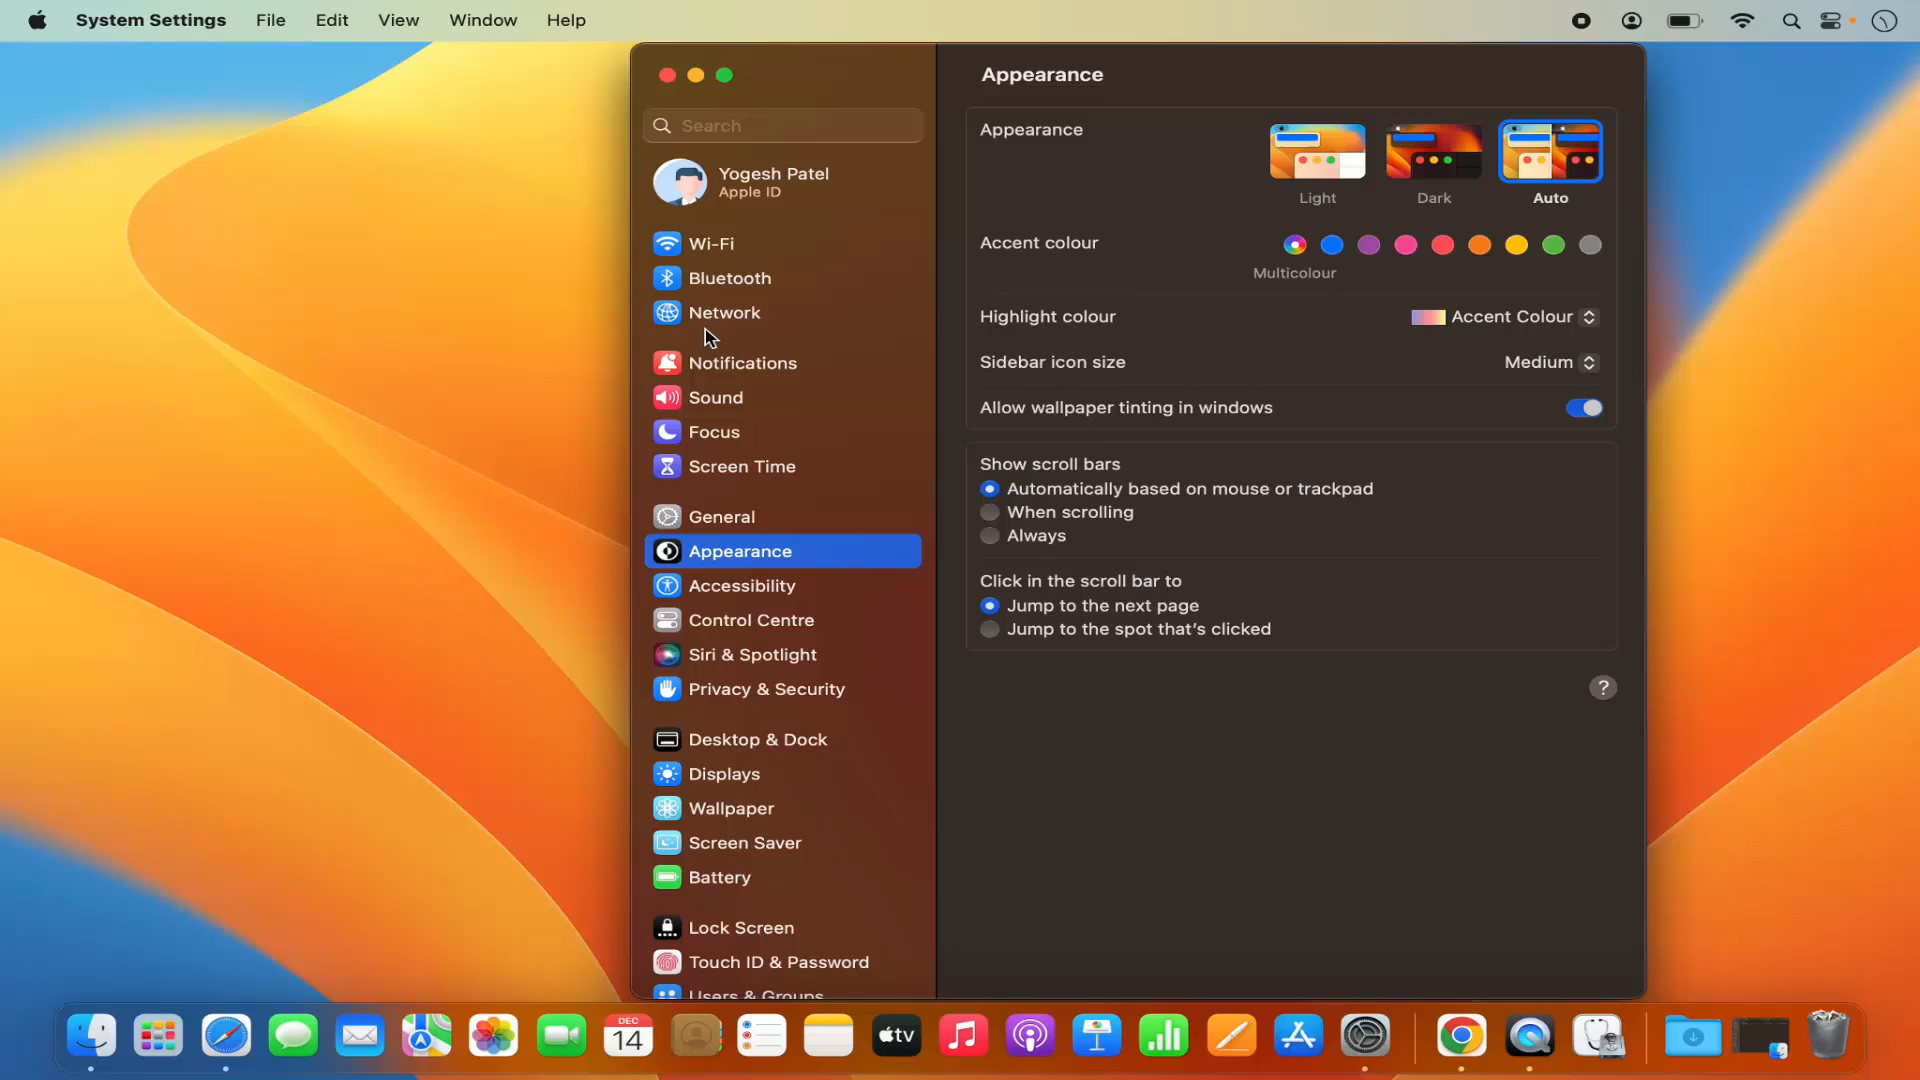 System Settings File Edit View Window Help
Search
Yogesh Patel
Apple ID
Wi-Fi
Bluetooth
Network
Notifications
Sound
Focus
Screen Time
General
Appearance
Accessibility
Control Centre
Siri & Spotlight
Privacy & Security
Desktop & Dock
Displays
Wallpaper
Screen Saver
Battery
Lock Screen
Touch ID & Password
Users & Groups
Appearance
Appearance
Light Dark Auto
Accent colour
Multicolour
Highlight colour Accent Colour
Sidebar icon size Medium
Allow wallpaper tinting in windows
Show scroll bars
Automatically based on mouse or trackpad
When scrolling
Always
Click in the scroll bar to
Jump to the next page
Jump to the spot that's clicked
?
DEC
14
tv